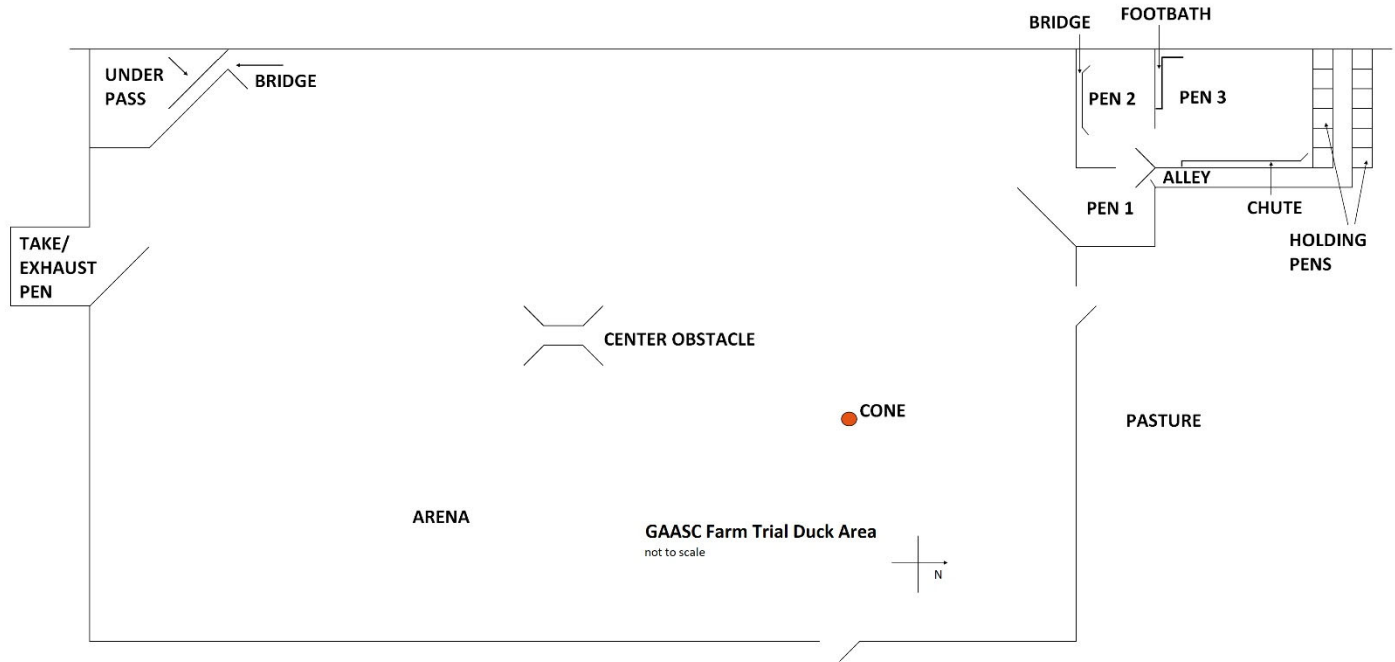 FOOTBATH
BRIDGE
UNDER
PASS
BRIDGE
PEN 2
PEN 3
ALLEY
PEN 1
CHUTE
HOLDING
PENS
TAKE/
EXHAUST
PEN
CENTER OBSTACLE
CONE
PASTURE
ARENA
GAASC Farm Trial Duck Area
not to scale
N